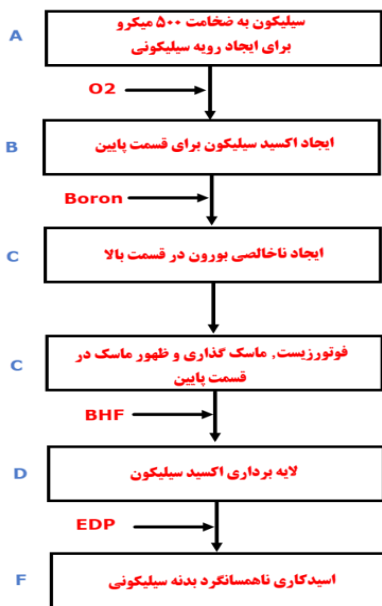 A
سیلیکون به ضخامت ۵۰۰ میکرو
برای ایجاد رویه سیلیکونی
O2
B
ایجاد اکسید سیلیکون برای قسمت پایین
Boron
C
ایجاد ناخالصی بورون در قسمت بالا
C
فوتورزیست, ماسک گذاری و ظهور ماسک در
قسمت پایین
BHF
D
لایه برداری اکسید سیلیکون
EDP
F
اسیدکاری ناهمسانگرد بدنه سیلیکونی